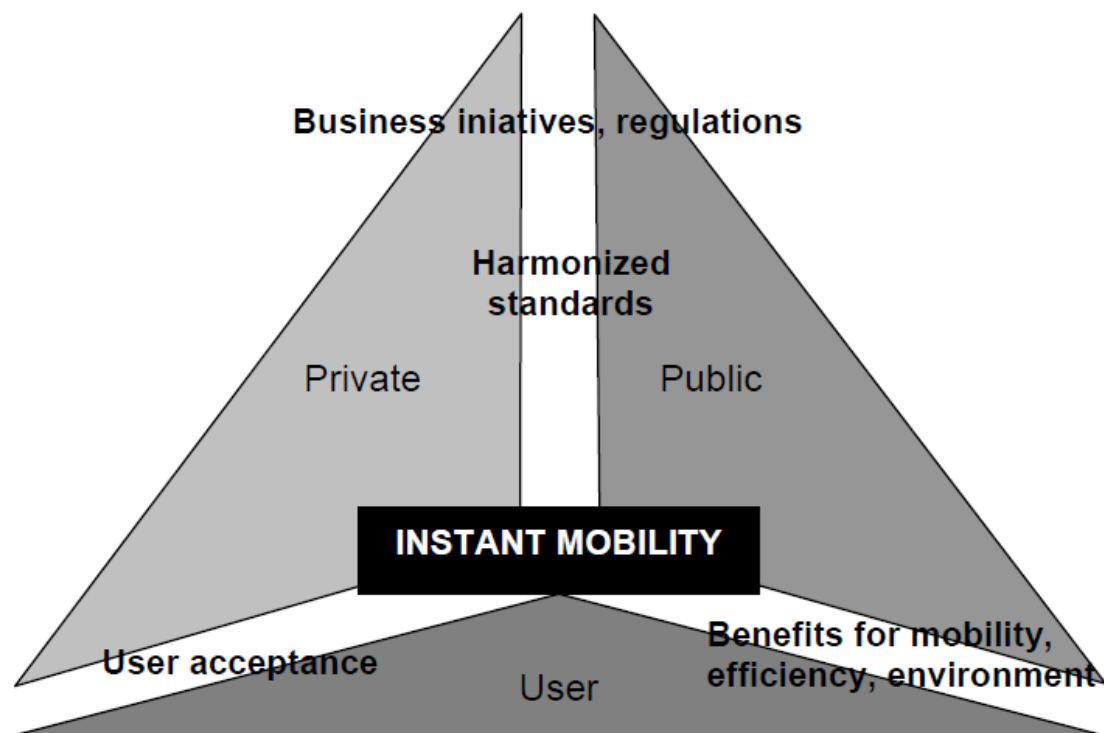 Business iniatives, regulations
Harmonized
standards
Private
Public
INSTANT MOBILITY
User acceptance
Benefits for mobility,
efficiency, environment
User